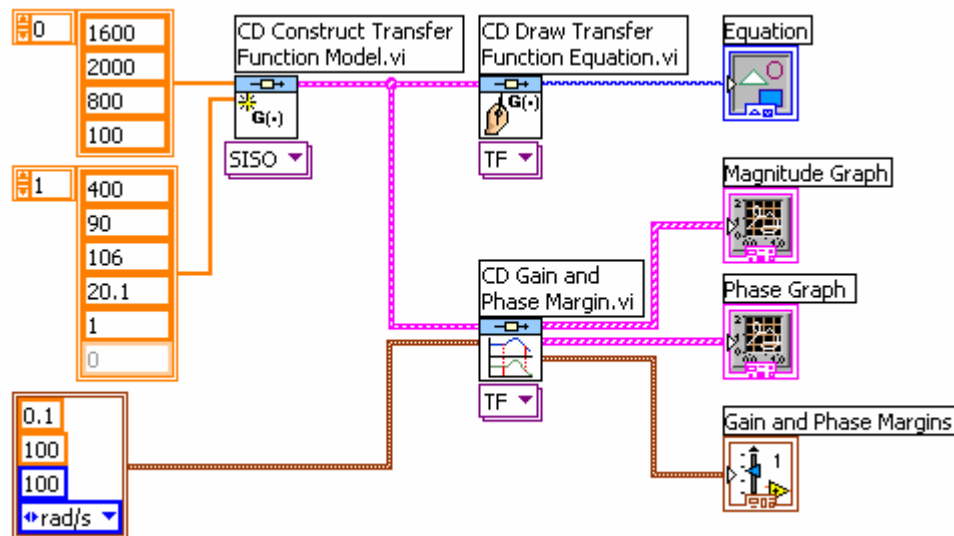 0
1600
2000
800
100
CD Construct Transfer
Function Model.vi
G(•)
SISO
CD Draw Transfer
Function Equation.vi
G(•)
TF
Equation
1
400
90
106
20.1
1
0
Magnitude Graph
CD Gain and
Phase Margin.vi
TF
Phase Graph
0.1
100
100
rad/s
Gain and Phase Margins
1